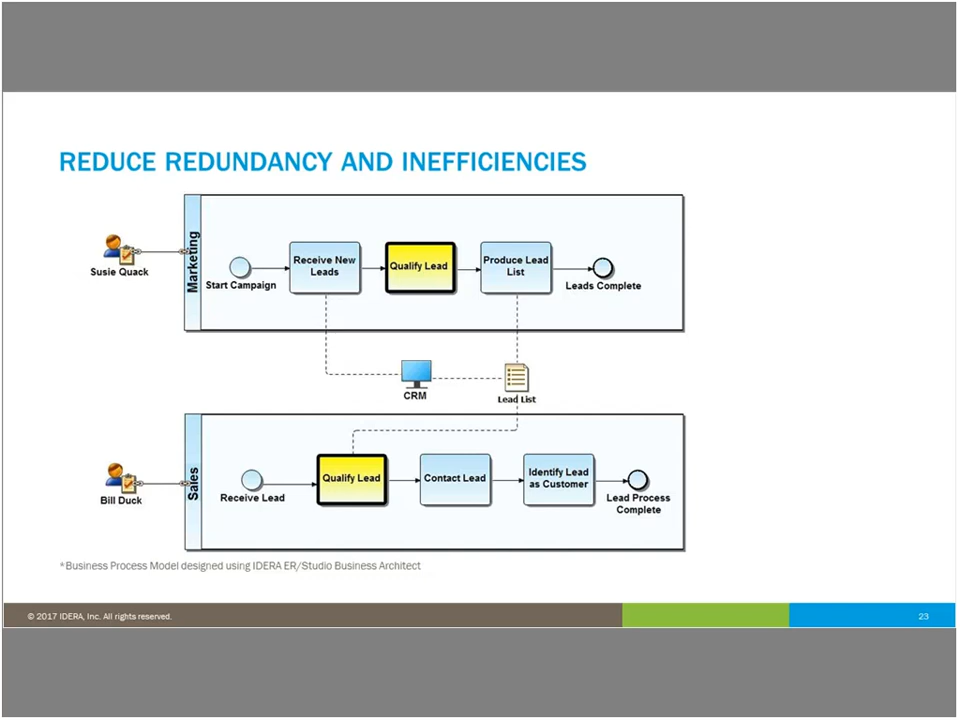 REDUCE REDUNDANCY AND INEFFICIENCIES
Susie Quack
Marketing
Start Campaign
Receive New
Leads
Qualify Lead
Produce Lead
List
Leads Complete
CRM
Lead List
Bill Duck
Sales
Receive Lead
Qualify Lead
Contact Lead
Identify Lead
as Customer
Lead Process
Complete
*Business Process Model designed using IDERA ER/Studio Business Architect
© 2017 IDERA, Inc. All rights reserved.
23